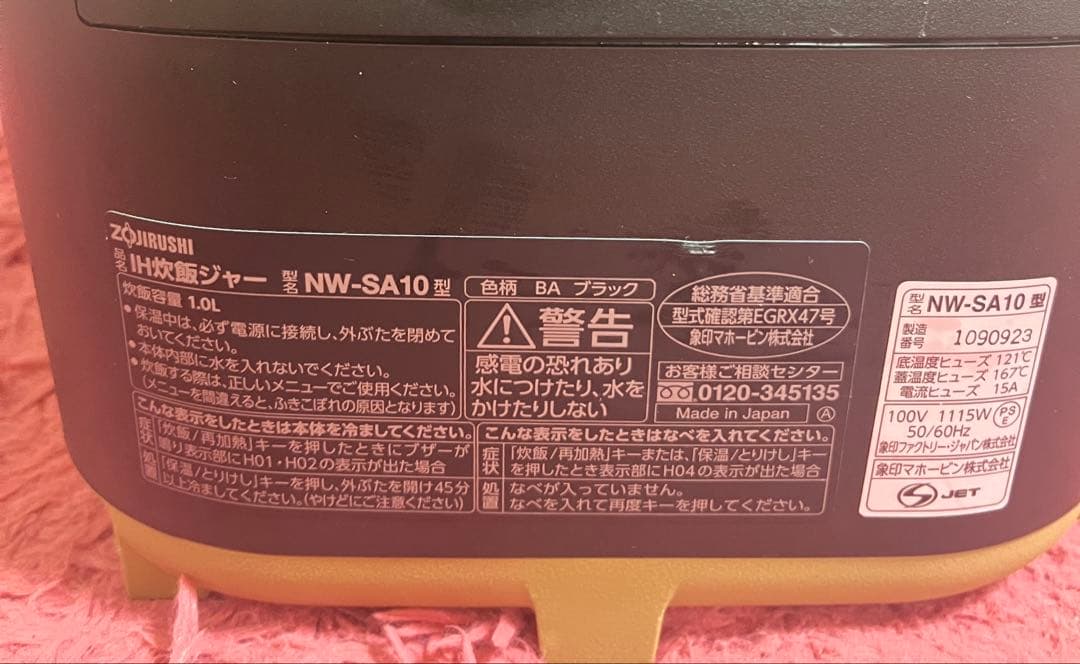 ZOJIRUSHI
品名 IH炊飯ジャー 型名 NW-SA10型
炊飯容量 1.0L
●保温中は、必ず電源に接続し、外ぶたを閉めて
おいてください。
●本体内部に水を入れないでください。
●炊飯する際は、正しいメニューでご使用ください。
(メニューを間違えると、ふきこぼれの原因となります)
色柄 BA ブラック
警告
感電の恐れあり
水につけたり、水を
かけたりしない
総務省基準適合
型式確認第EGRX47号
象印マホービン株式会社
お客様ご相談センター
0120-345135
Made in Japan Ⓐ
こんな表示をしたときは本体を冷ましてください。
症状 「炊飯/再加熱」キーを押したときにブザーが
鳴り表示部にH01・H02の表示が出た場合
処置 「保温/とりけし」キーを押し、外ぶたを開け45分
以上冷ましてください。(やけどにご注意ください)
こんな表示をしたときはなべを入れてください。
症状 「炊飯/再加熱」キーまたは、「保温/とりけし」キー
を押したとき表示部にH04の表示が出た場合
処置 なべが入っていません。
なべを入れて再度キーを押してください。
型名 NW-SA10型
製造番号 1090923
底温度ヒューズ 121℃
蓋温度ヒューズ 167℃
電流ヒューズ 15A
100V 1115W PSE
50/60Hz
象印ファクトリー・ジャパン株式会社
象印マホービン株式会社
JET